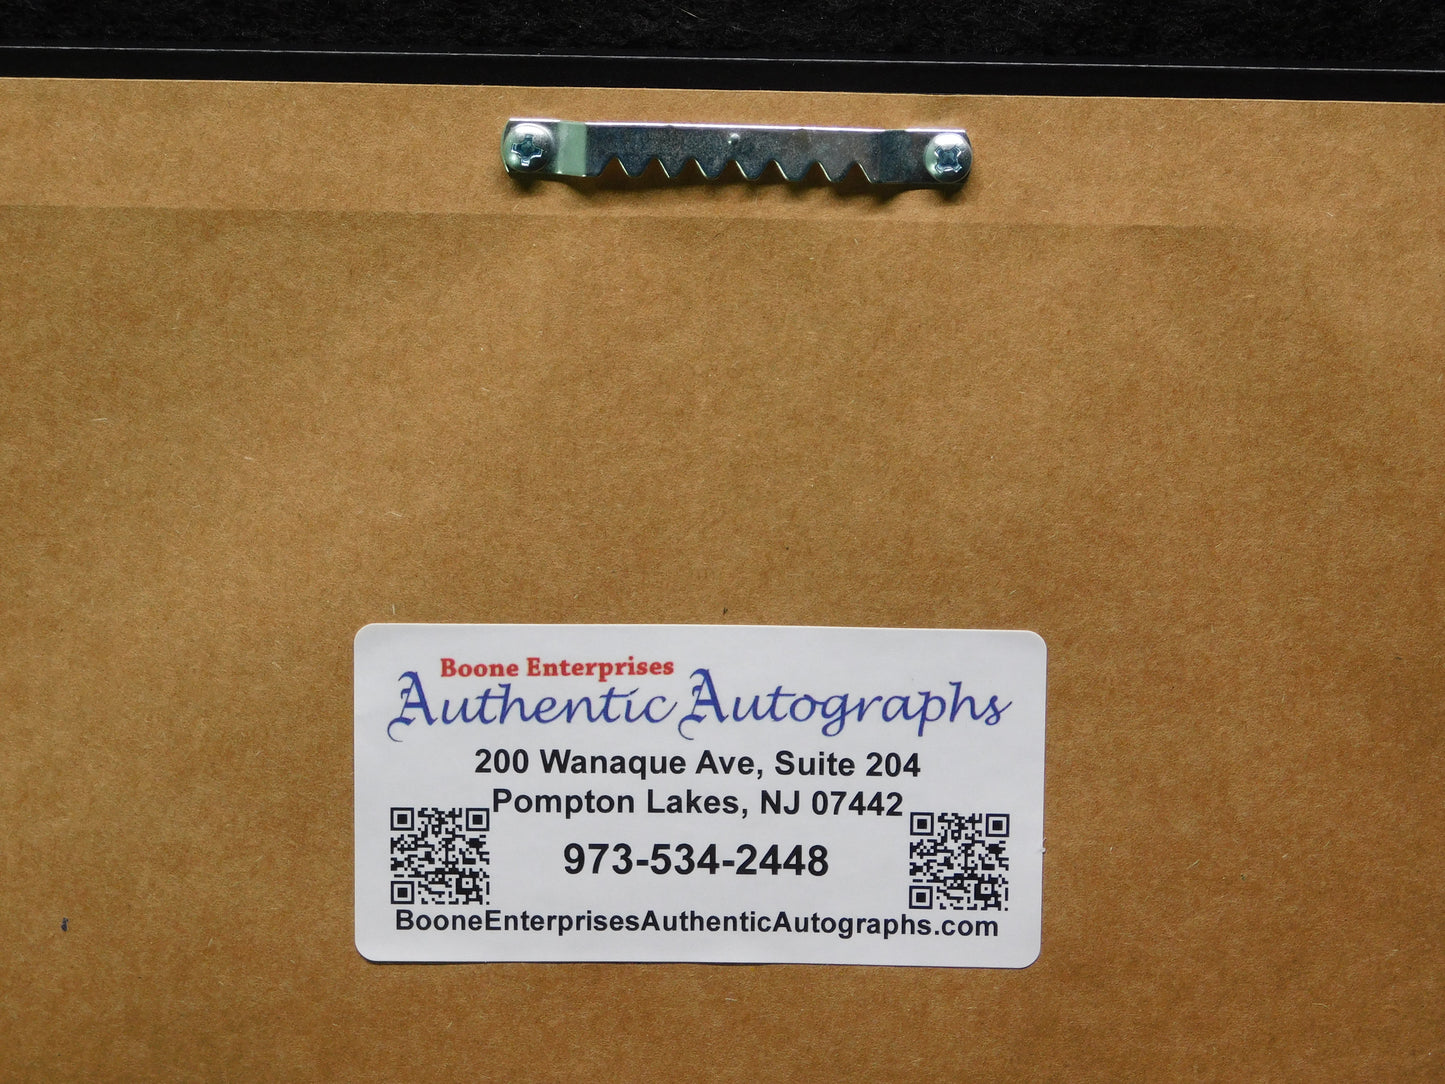 Boone Enterprises
Authentic Autographs
200 Wanaque Ave, Suite 204
Pompton Lakes, NJ 07442
973-534-2448
BooneEnterprisesAuthenticAutographs.com